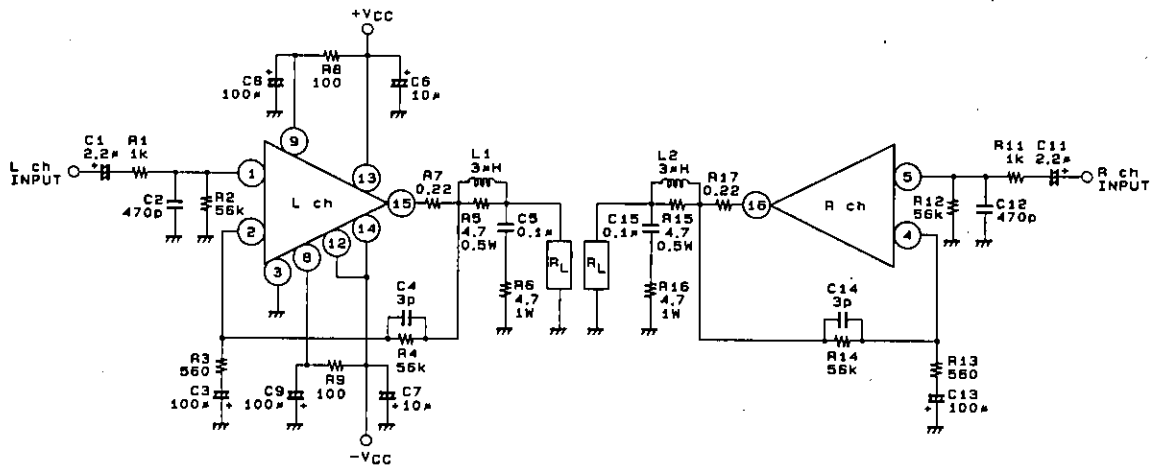 +VCC
C8
100μ
R8
100
C6
10μ
L ch
INPUT
C1
2.2μ
+
R1
1k
C2
470p
R2
56k
1
2
3
9
13
L ch
15
14
12
8
R7
0.22
L1
3μH
R5
4.7
0.5W
C5
0.1μ
R6
4.7
1W
RL
C4
3p
R4
56k
R3
560
C3
100μ
+
C9
100μ
+
R9
100
C7
10μ
+
-VCC
RL
L2
3μH
R17
0.22
C15
0.1μ
R15
4.7
0.5W
R16
4.7
1W
16
R ch
5
4
R11
1k
C11
2.2μ
+
R ch
INPUT
R12
56k
C12
470p
C14
3p
R14
56k
R13
560
C13
100μ
+